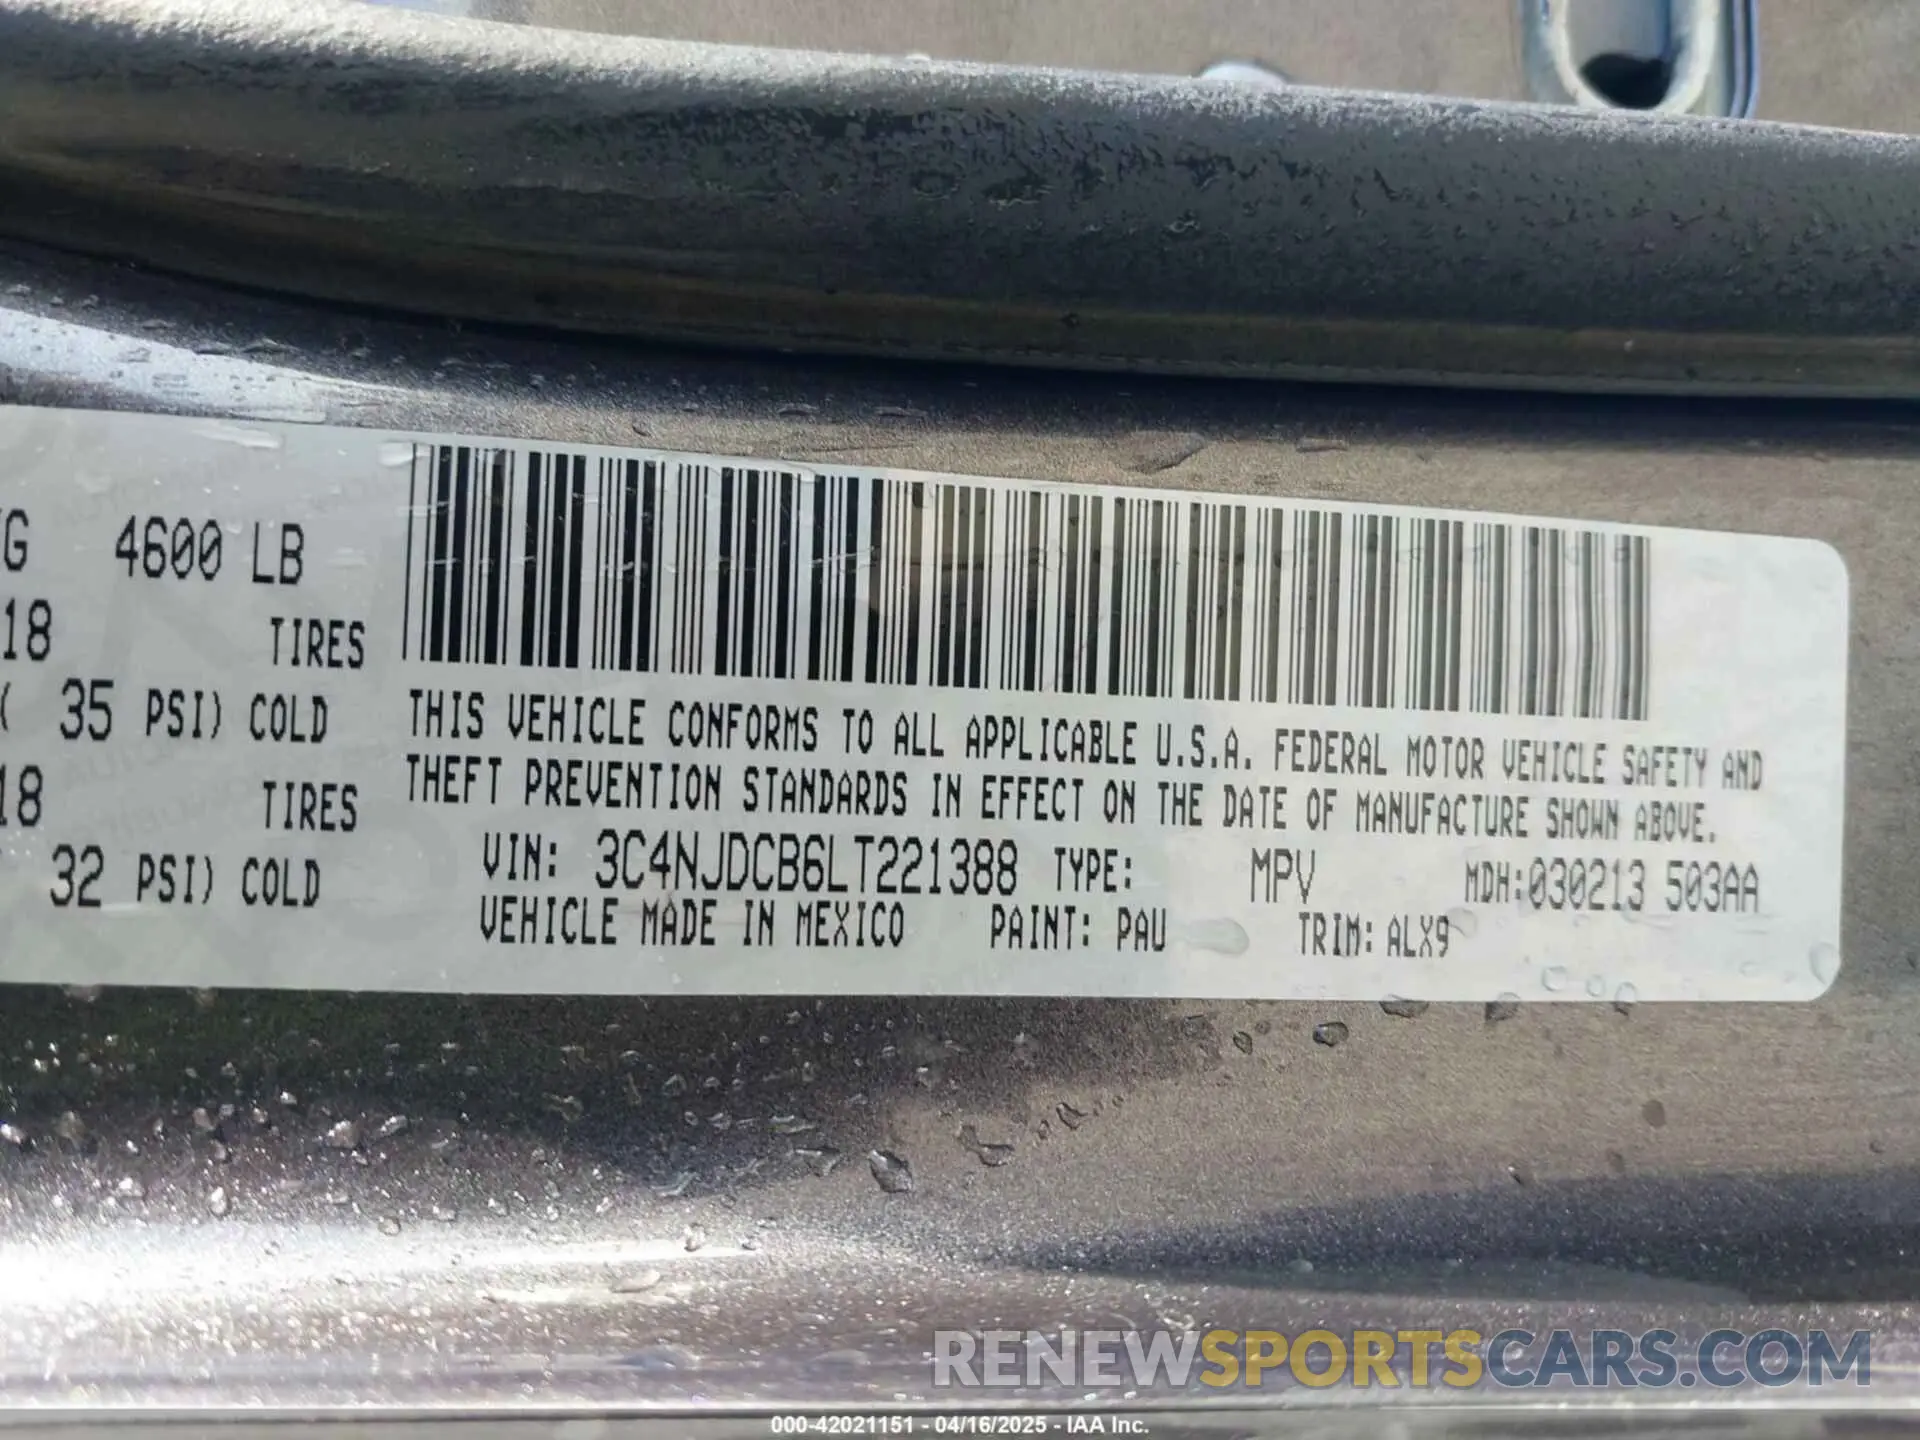 4600 LB
18 TIRES
35 PSI) COLD
18 TIRES
32 PSI) COLD
THIS VEHICLE CONFORMS TO ALL APPLICABLE U.S.A. FEDERAL MOTOR VEHICLE SAFETY AND
THEFT PREVENTION STANDARDS IN EFFECT ON THE DATE OF MANUFACTURE SHOWN ABOVE.
VIN: 3C4NJDCB6LT221388 TYPE: MPV MDH:030213 503AA
VEHICLE MADE IN MEXICO PAINT: PAU TRIM: ALX9
RENEWSPORTSCARS.COM
000-42021151 - 04/16/2025 - IAA Inc.